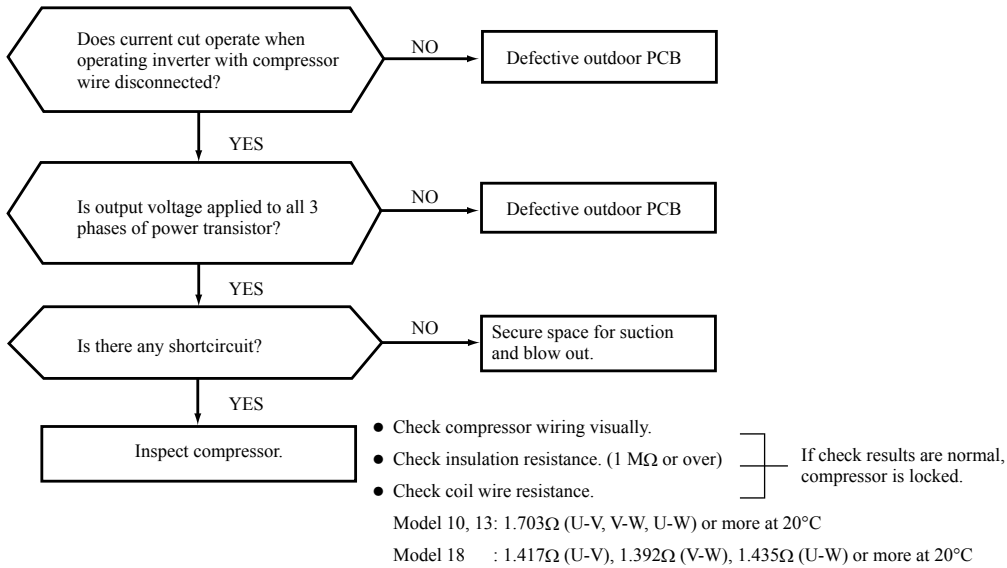 Does current cut operate when
operating inverter with compressor
wire disconnected?
NO
Defective outdoor PCB
YES
Is output voltage applied to all 3
phases of power transistor?
NO
Defective outdoor PCB
YES
Is there any shortcircuit?
NO
Secure space for suction
and blow out.
YES
Inspect compressor.
● Check compressor wiring visually.
● Check insulation resistance. (1 MΩ or over)
● Check coil wire resistance.
If check results are normal,
compressor is locked.
Model 10, 13: 1.703Ω (U-V, V-W, U-W) or more at 20°C
Model 18 : 1.417Ω (U-V), 1.392Ω (V-W), 1.435Ω (U-W) or more at 20°C